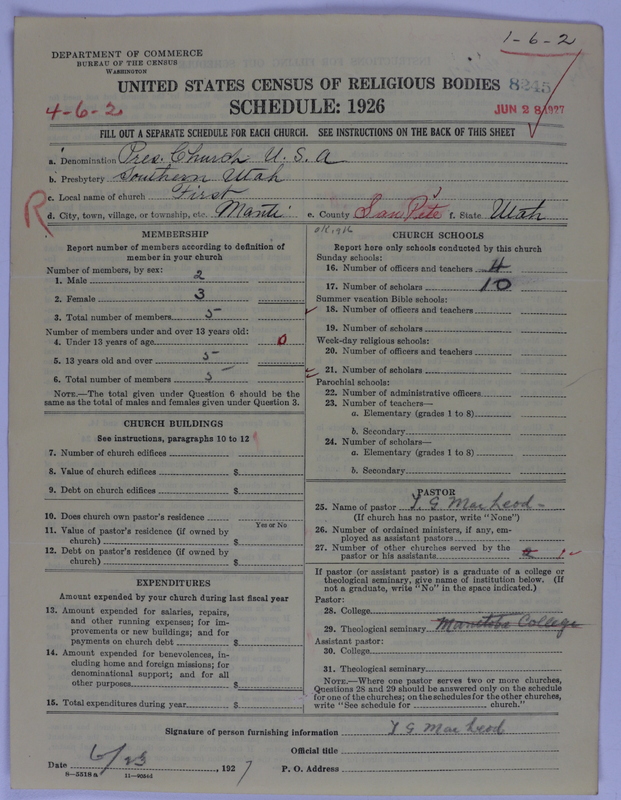 1-6-2
DEPARTMENT OF COMMERCE
BUREAU OF THE CENSUS
WASHINGTON
UNITED STATES CENSUS OF RELIGIOUS BODIES 8245
4-6-2
SCHEDULE: 1926
JUN 28 1927
FILL OUT A SEPARATE SCHEDULE FOR EACH CHURCH. SEE INSTRUCTIONS ON THE BACK OF THIS SHEET
a. Denomination Pres. Church U. S. A
b. Presbytery Southern Utah
c. Local name of church First
R
d. City, town, village, or township, etc. Manti e. County San Pete f. State Utah
MEMBERSHIP
Report number of members according to definition of member in your church
Number of members, by sex:
1. Male 2
2. Female 3
3. Total number of members 5
Number of members under and over 13 years old:
4. Under 13 years of age 0
5. 13 years old and over 5
6. Total number of members 5
NOTE.—The total given under Question 6 should be the
same as the total of males and females given under Question 3.
CHURCH BUILDINGS
See instructions, paragraphs 10 to 12
7. Number of church edifices
8. Value of church edifices $
9. Debt on church edifices $
10. Does church own pastor's residence
Yes or No
11. Value of pastor's residence (if owned by
church) $
12. Debt on pastor's residence (if owned by
church) $
EXPENDITURES
Amount expended by your church during last fiscal year
13. Amount expended for salaries, repairs,
and other running expenses; for im-
provements or new buildings; and for
payments on church debt $
14. Amount expended for benevolences, in-
cluding home and foreign missions; for
denominational support; and for all
other purposes $
15. Total expenditures during year $
CHURCH SCHOOLS
Report here only schools conducted by this church
Sunday schools:
16. Number of officers and teachers 4
17. Number of scholars 10
Summer vacation Bible schools:
18. Number of officers and teachers
19. Number of scholars
Week-day religious schools:
20. Number of officers and teachers
21. Number of scholars
Parochial schools:
22. Number of administrative officers
23. Number of teachers—
a. Elementary (grades 1 to 8)
b. Secondary
24. Number of scholars—
a. Elementary (grades 1 to 8)
b. Secondary
PASTOR
25. Name of pastor T G MacLeod
(If church has no pastor, write "None")
26. Number of ordained ministers, if any, em-
ployed as assistant pastors
27. Number of other churches served by the
pastor or his assistants 1
If pastor (or assistant pastor) is a graduate of a college or
theological seminary, give name of institution below. (If
not a graduate, write "No" in the space indicated.)
Pastor:
28. College
29. Theological seminary Manitoba College
Assistant pastor:
30. College
31. Theological seminary
NOTE.—Where one pastor serves two or more churches,
Questions 28 and 29 should be answered only on the schedule
for one of the churches; on the schedules for the other churches,
write "See schedule for church."
Signature of person furnishing information T G MacLeod
Official title
Date 6/23, 1927 P. O. Address
8-5318 a